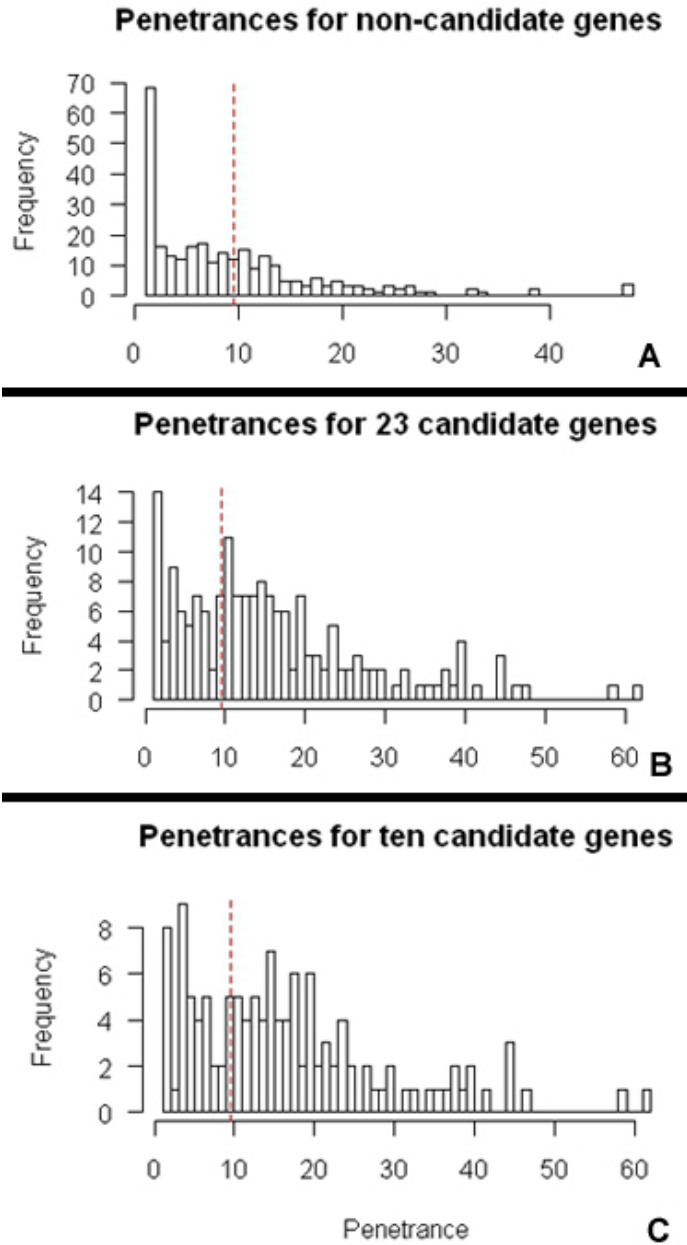 Penetrances for non-candidate genes
Frequency
70
60
50
40
30
20
10
0
0 10 20 30 40
A
Penetrances for 23 candidate genes
Frequency
14
12
10
8
6
4
2
0
0 10 20 30 40 50 60
B
Penetrances for ten candidate genes
Frequency
8
6
4
2
0
0 10 20 30 40 50 60
Penetrance
C